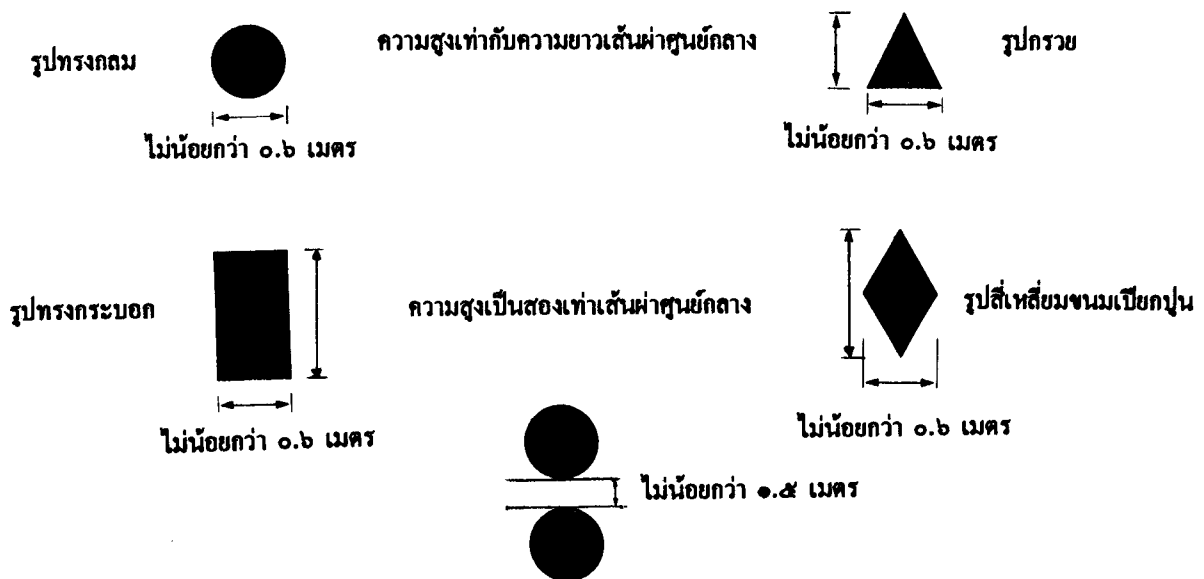 ความสูงเท่ากับความยาวเส้นผ่าศูนย์กลาง
รูปทรงกลม
รูปกรวย
ไม่น้อยกว่า ๐.๖ เมตร
ไม่น้อยกว่า ๐.๖ เมตร
รูปทรงกระบอก
ความสูงเป็นสองเท่าเส้นผ่าศูนย์กลาง
รูปสี่เหลี่ยมขนมเปียกปูน
ไม่น้อยกว่า ๐.๖ เมตร
ไม่น้อยกว่า ๐.๖ เมตร
ไม่น้อยกว่า ๑.๕ เมตร